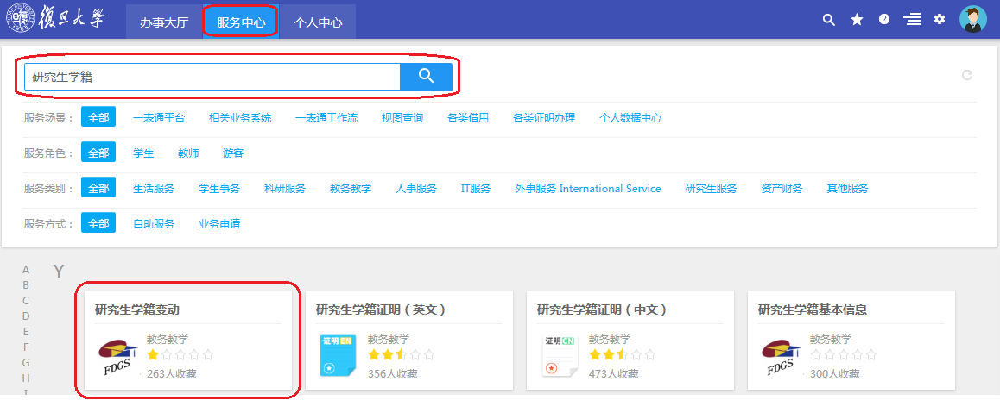 復旦大學 办事大厅 服务中心 个人中心
研究生学籍
服务场景： 全部 一表通平台 相关业务系统 一表通工作流 视图查询 各类借用 各类证明办理 个人数据中心
服务角色： 全部 学生 教师 游客
服务类别： 全部 生活服务 学生事务 科研服务 教务教学 人事服务 IT服务 外事服务 International Service 研究生服务 资产财务 其他服务
服务方式： 全部 自助服务 业务申请
A
Y
B
C
D
E
F
G
H
I
研究生学籍变动 研究生学籍证明（英文） 研究生学籍证明（中文） 研究生学籍基本信息
教务教学 教务教学 教务教学 教务教学
FDGS 证明 EN 证明 CN FDGS
263人收藏 356人收藏 473人收藏 300人收藏